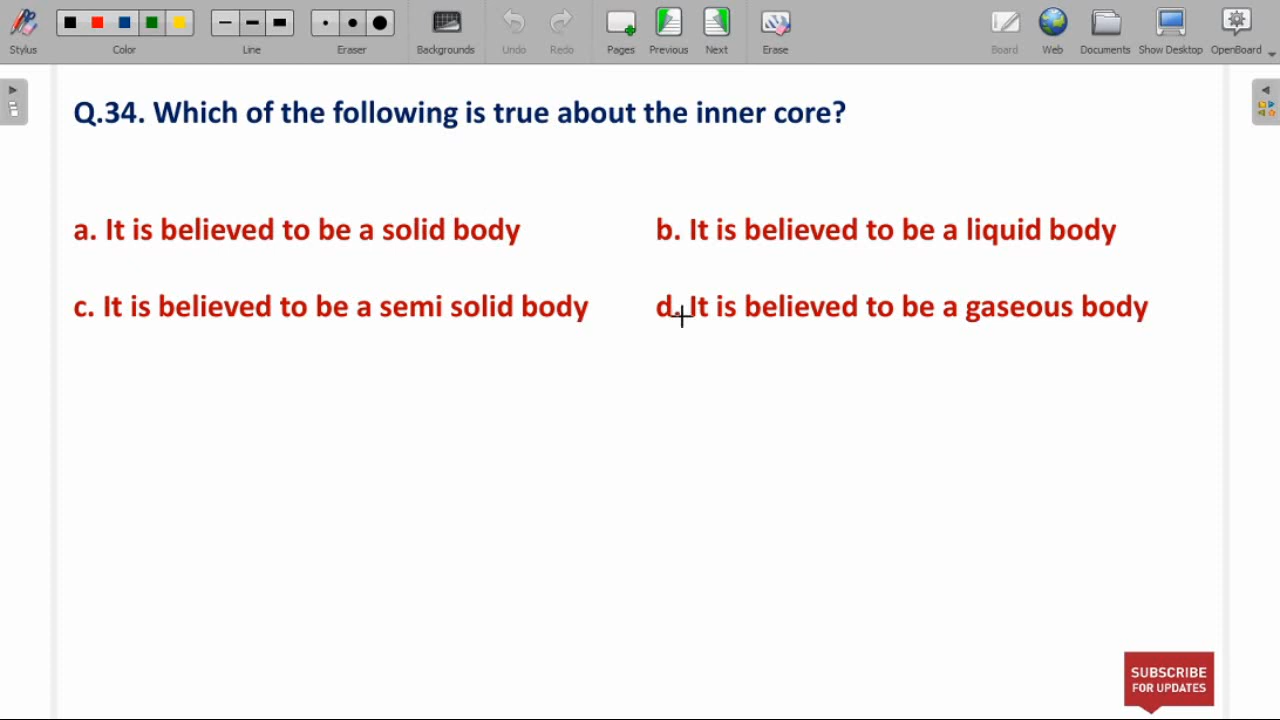 Stylus
Color
Line
Eraser
Backgrounds
Undo
Redo
Pages
Previous
Next
Erase
Board
Web
Documents
Show Desktop
OpenBoard
Q.34. Which of the following is true about the inner core?
a. It is believed to be a solid body
b. It is believed to be a liquid body
c. It is believed to be a semi solid body
d. It is believed to be a gaseous body
SUBSCRIBE
FOR UPDATES